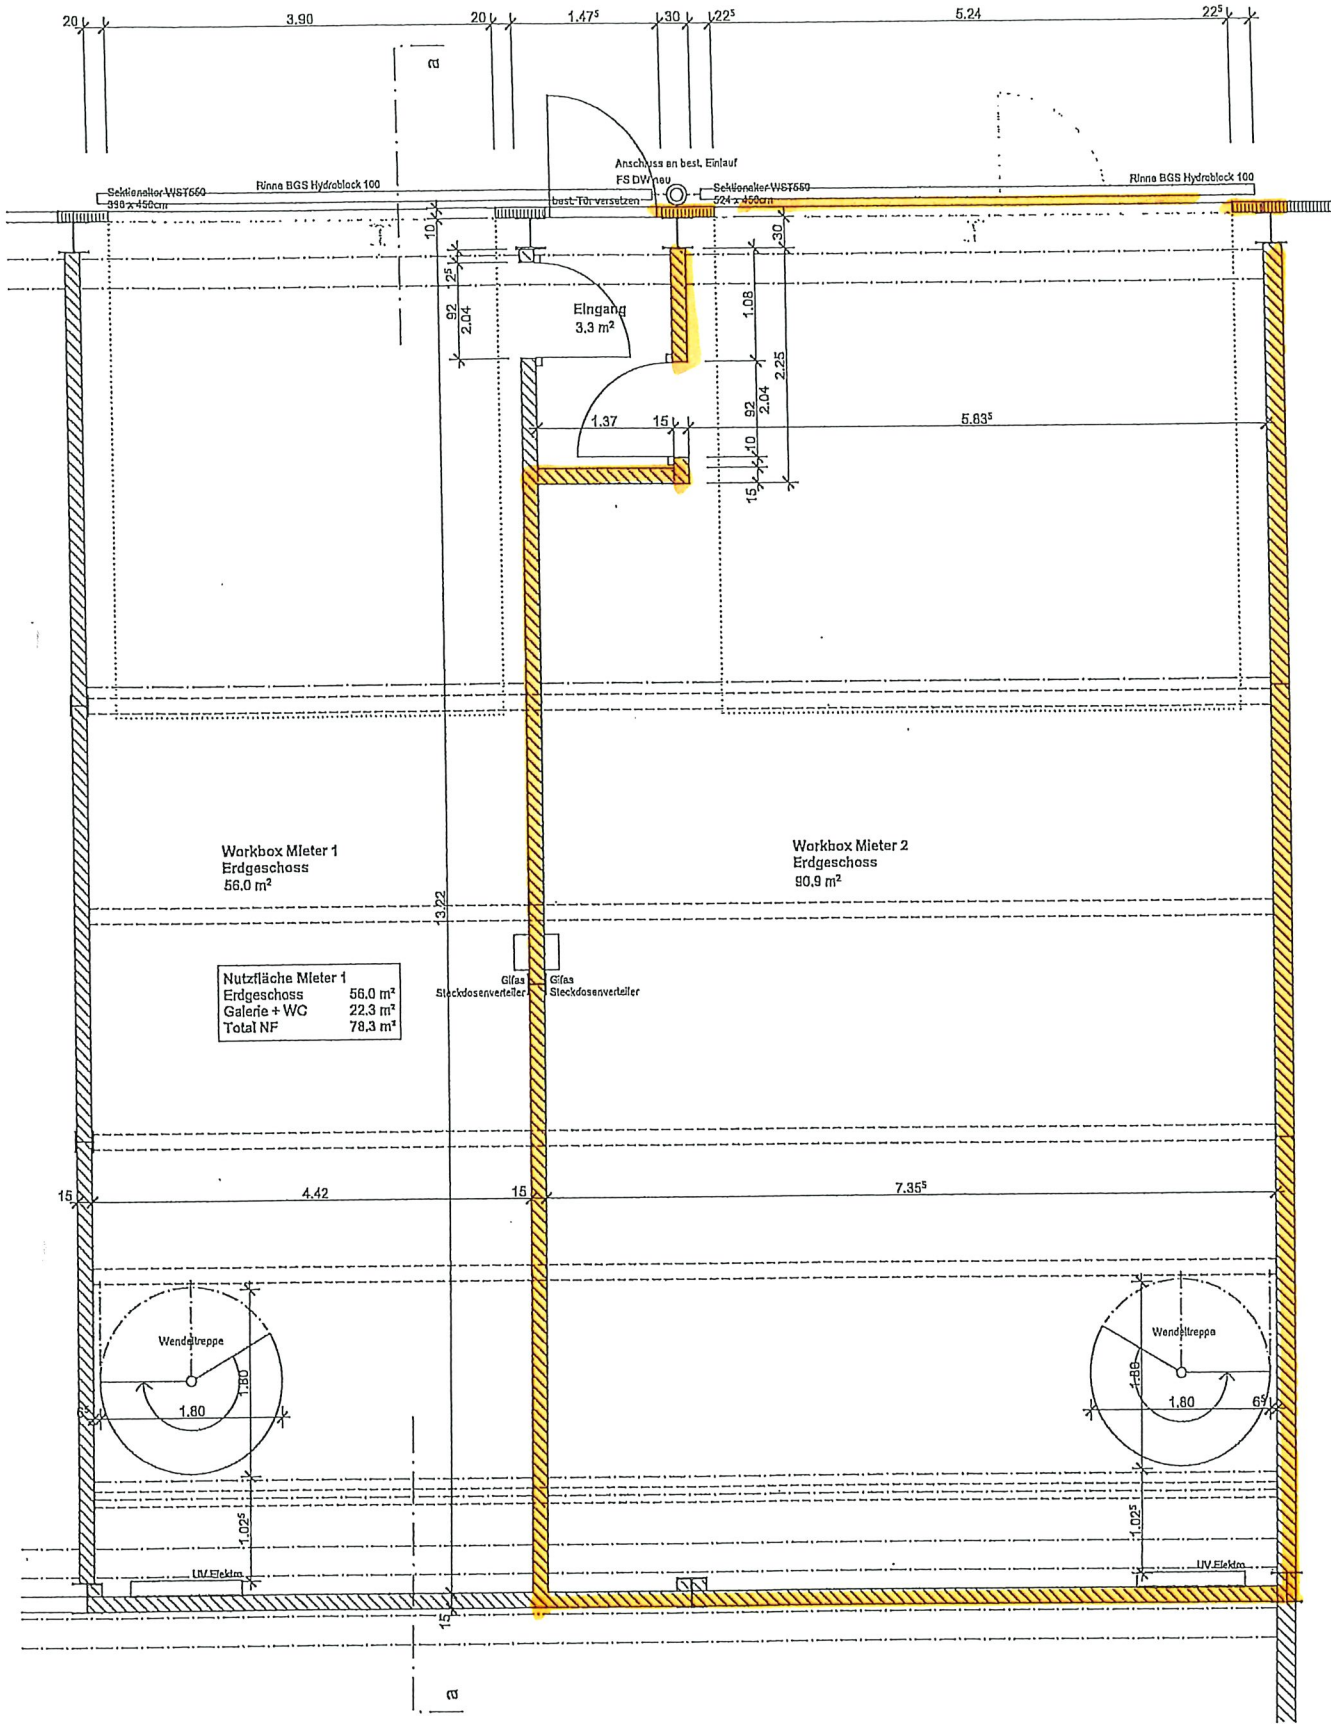 20 3.90 20 1.47⁵ 30 22⁵ 5.24 22⁵
a
Anschluss an best. Einlauf
FS DW neu
Sektionaltor WST550
398 x 450cm
Rinne BGS Hydroblock 100
best. Tür versetzen
Sektionaltor WST550
524 x 450cm
Rinne BGS Hydroblock 100
10
30
12⁵
92
2.04
Eingang
3.3 m²
1.08
2.25
92
2.04
1.37 15 5.83⁵
10
15
Workbox Mieter 1
Erdgeschoss
56.0 m²
Workbox Mieter 2
Erdgeschoss
90.9 m²
13.22
Nutzfläche Mieter 1
Erdgeschoss 56.0 m²
Galerie + WC 22.3 m²
Total NF 78.3 m²
Gifas
Steckdosenverteiler
Gifas
Steckdosenverteiler
15 4.42 15 7.35⁵
Wendeltreppe
1.80
6⁵ 1.80
Wendeltreppe
1.80
1.80 6⁵
1.02⁵
1.02⁵
UV Elektro
UV Elektro
15
a